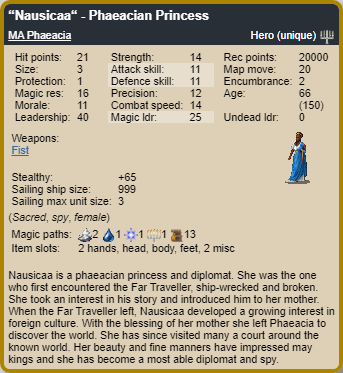 “Nausicaa“ - Phaeacian Princess
MA Phaeacia Hero (unique)
Hit points: 21 Strength: 14 Rec points: 20000
Size: 3 Attack skill: 11 Map move: 20
Protection: 1 Defence skill: 11 Encumbrance: 2
Magic res: 16 Precision: 12 Age: 66
Morale: 11 Combat speed: 14 (150)
Leadership: 40 Magic ldr: 25 Undead ldr: 0
Weapons:
Fist
Stealthy: +65
Sailing ship size: 999
Sailing max unit size: 3
(Sacred, spy, female)
Magic paths: 2 1 1 1 13
Item slots: 2 hands, head, body, feet, 2 misc
Nausicaa is a phaeacian princess and diplomat. She was the one
who first encountered the Far Traveller, ship-wrecked and broken.
She took an interest in his story and introduced him to her mother.
When the Far Traveller left, Nausicaa developed a growing interest in
foreign culture. With the blessing of her mother she left Phaeacia to
discover the world. She has since visited many a court around the
known world. Her beauty and fine manners have impressed may
kings and she has become a most able diplomat and spy.